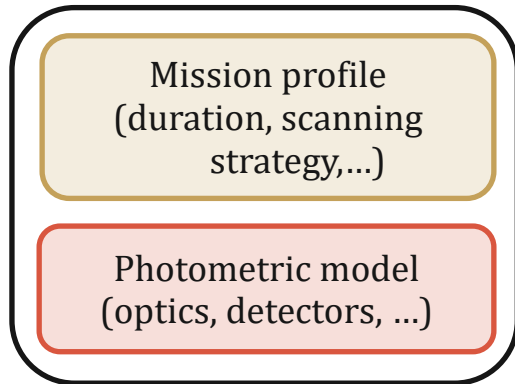 Mission profile
(duration, scanning
strategy,…)
Photometric model
(optics, detectors, …)